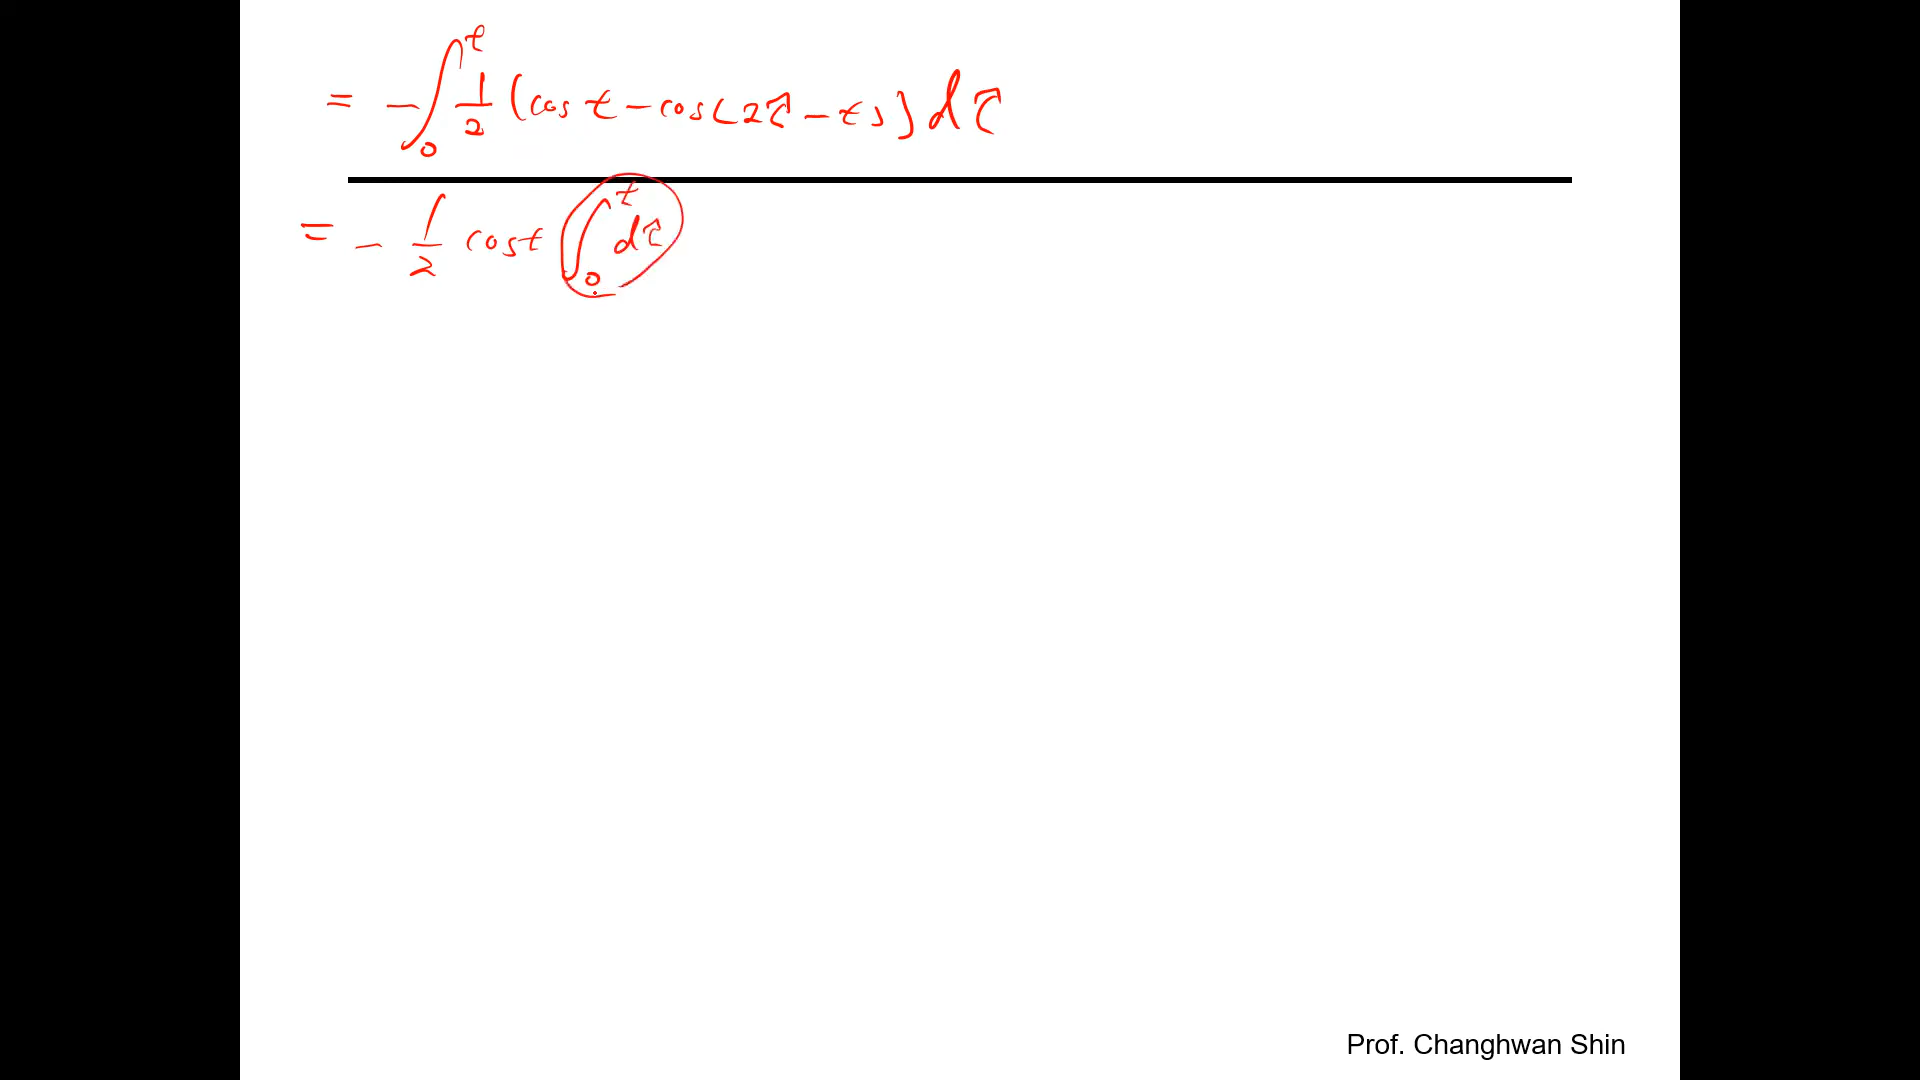 = - ∫₀ᵗ 1/2 (cos t - cos(2τ - t)) dτ
= - 1/2 cos t ∫₀ᵗ dτ
Prof. Changhwan Shin